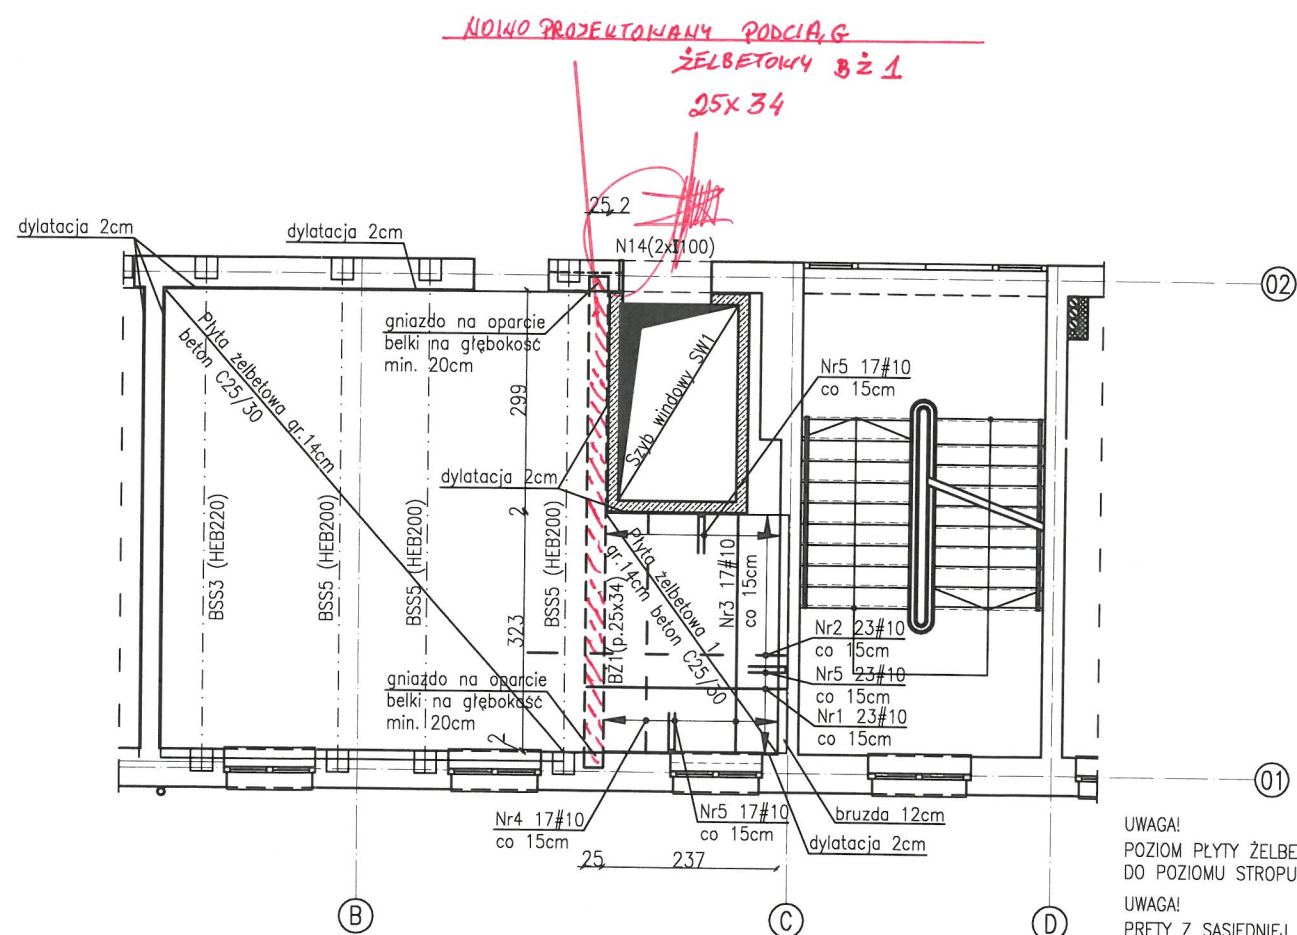 NOWO PROJEKTOWANY PODCIĄG
ŻELBETOWY BŻ 1
25x34
25 2
N14(2xI100)
dylatacja 2cm
dylatacja 2cm
02
gniazdo na oparcie
belki na głębokość
min. 20cm
Płyta żelbetowa gr.14cm
beton C25/30
299
Szyb windowy SW1
Nr5 17#10
co 15cm
dylatacja 2cm
2
BSS3 (HEB220)
BSS5 (HEB200)
BSS5 (HEB200)
BSS5 (HEB200)
323
BŻ1(p.25x34)
Płyta żelbetowa 1
gr.14cm beton C25/30
Nr3 17#10
co 15cm
Nr2 23#10
co 15cm
Nr5 23#10
co 15cm
Nr1 23#10
co 15cm
gniazdo na oparcie
belki na głębokość
min. 20cm
2
01
Nr4 17#10
co 15cm
Nr5 17#10
co 15cm
bruzda 12cm
dylatacja 2cm
25 237
UWAGA!
POZIOM PŁYTY ŻELBE
DO POZIOMU STROPU
UWAGA!
PRĘTY Z SĄSIEDNIEJ
B
C
D